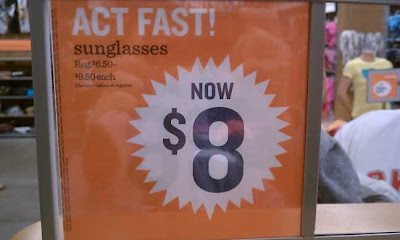 ACT FAST!
sunglasses
Reg. $6.50–
$9.50 each
NOW
$8